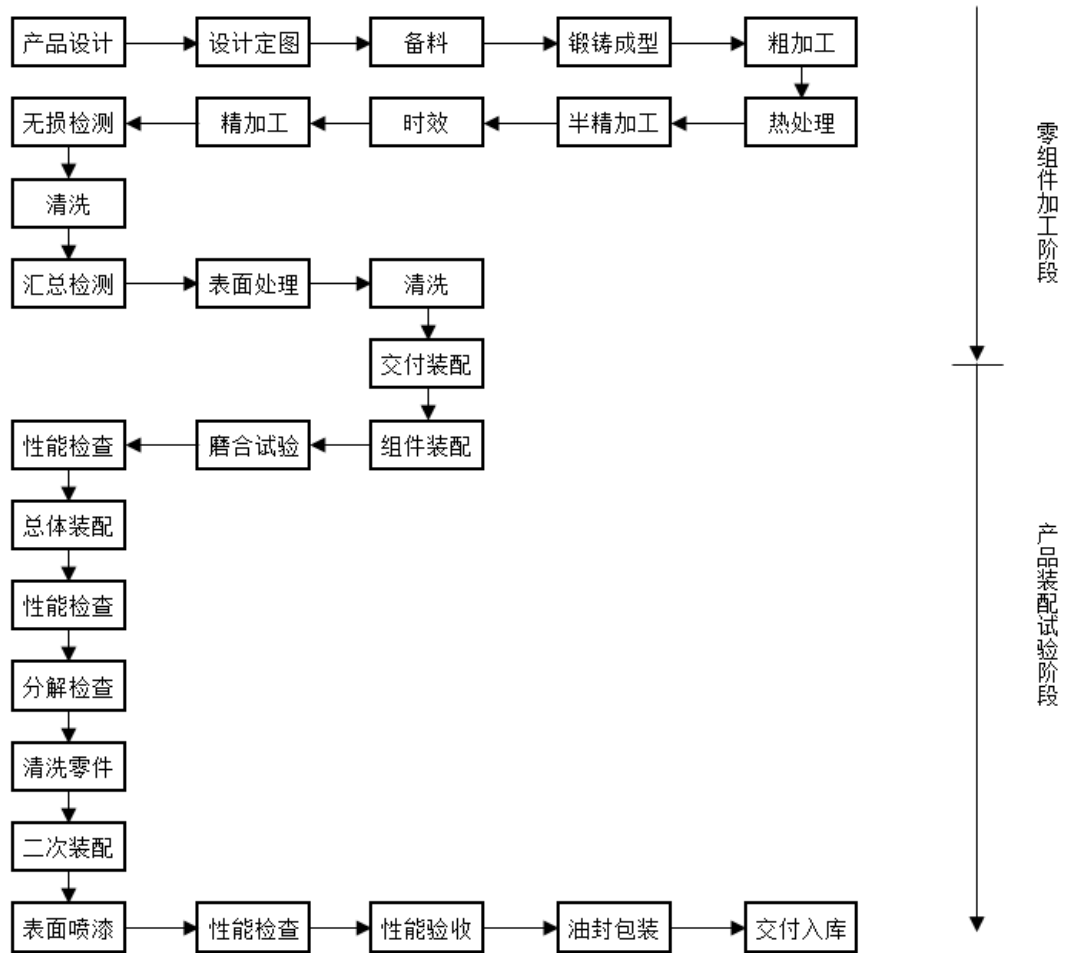 产品设计
设计定图
备料
锻铸成型
粗加工
无损检测
精加工
时效
半精加工
热处理
清洗
汇总检测
表面处理
清洗
交付装配
性能检查
磨合试验
组件装配
总体装配
性能检查
分解检查
清洗零件
二次装配
表面喷漆
性能检查
性能验收
油封包装
交付入库
零组件加工阶段
产品装配试验阶段